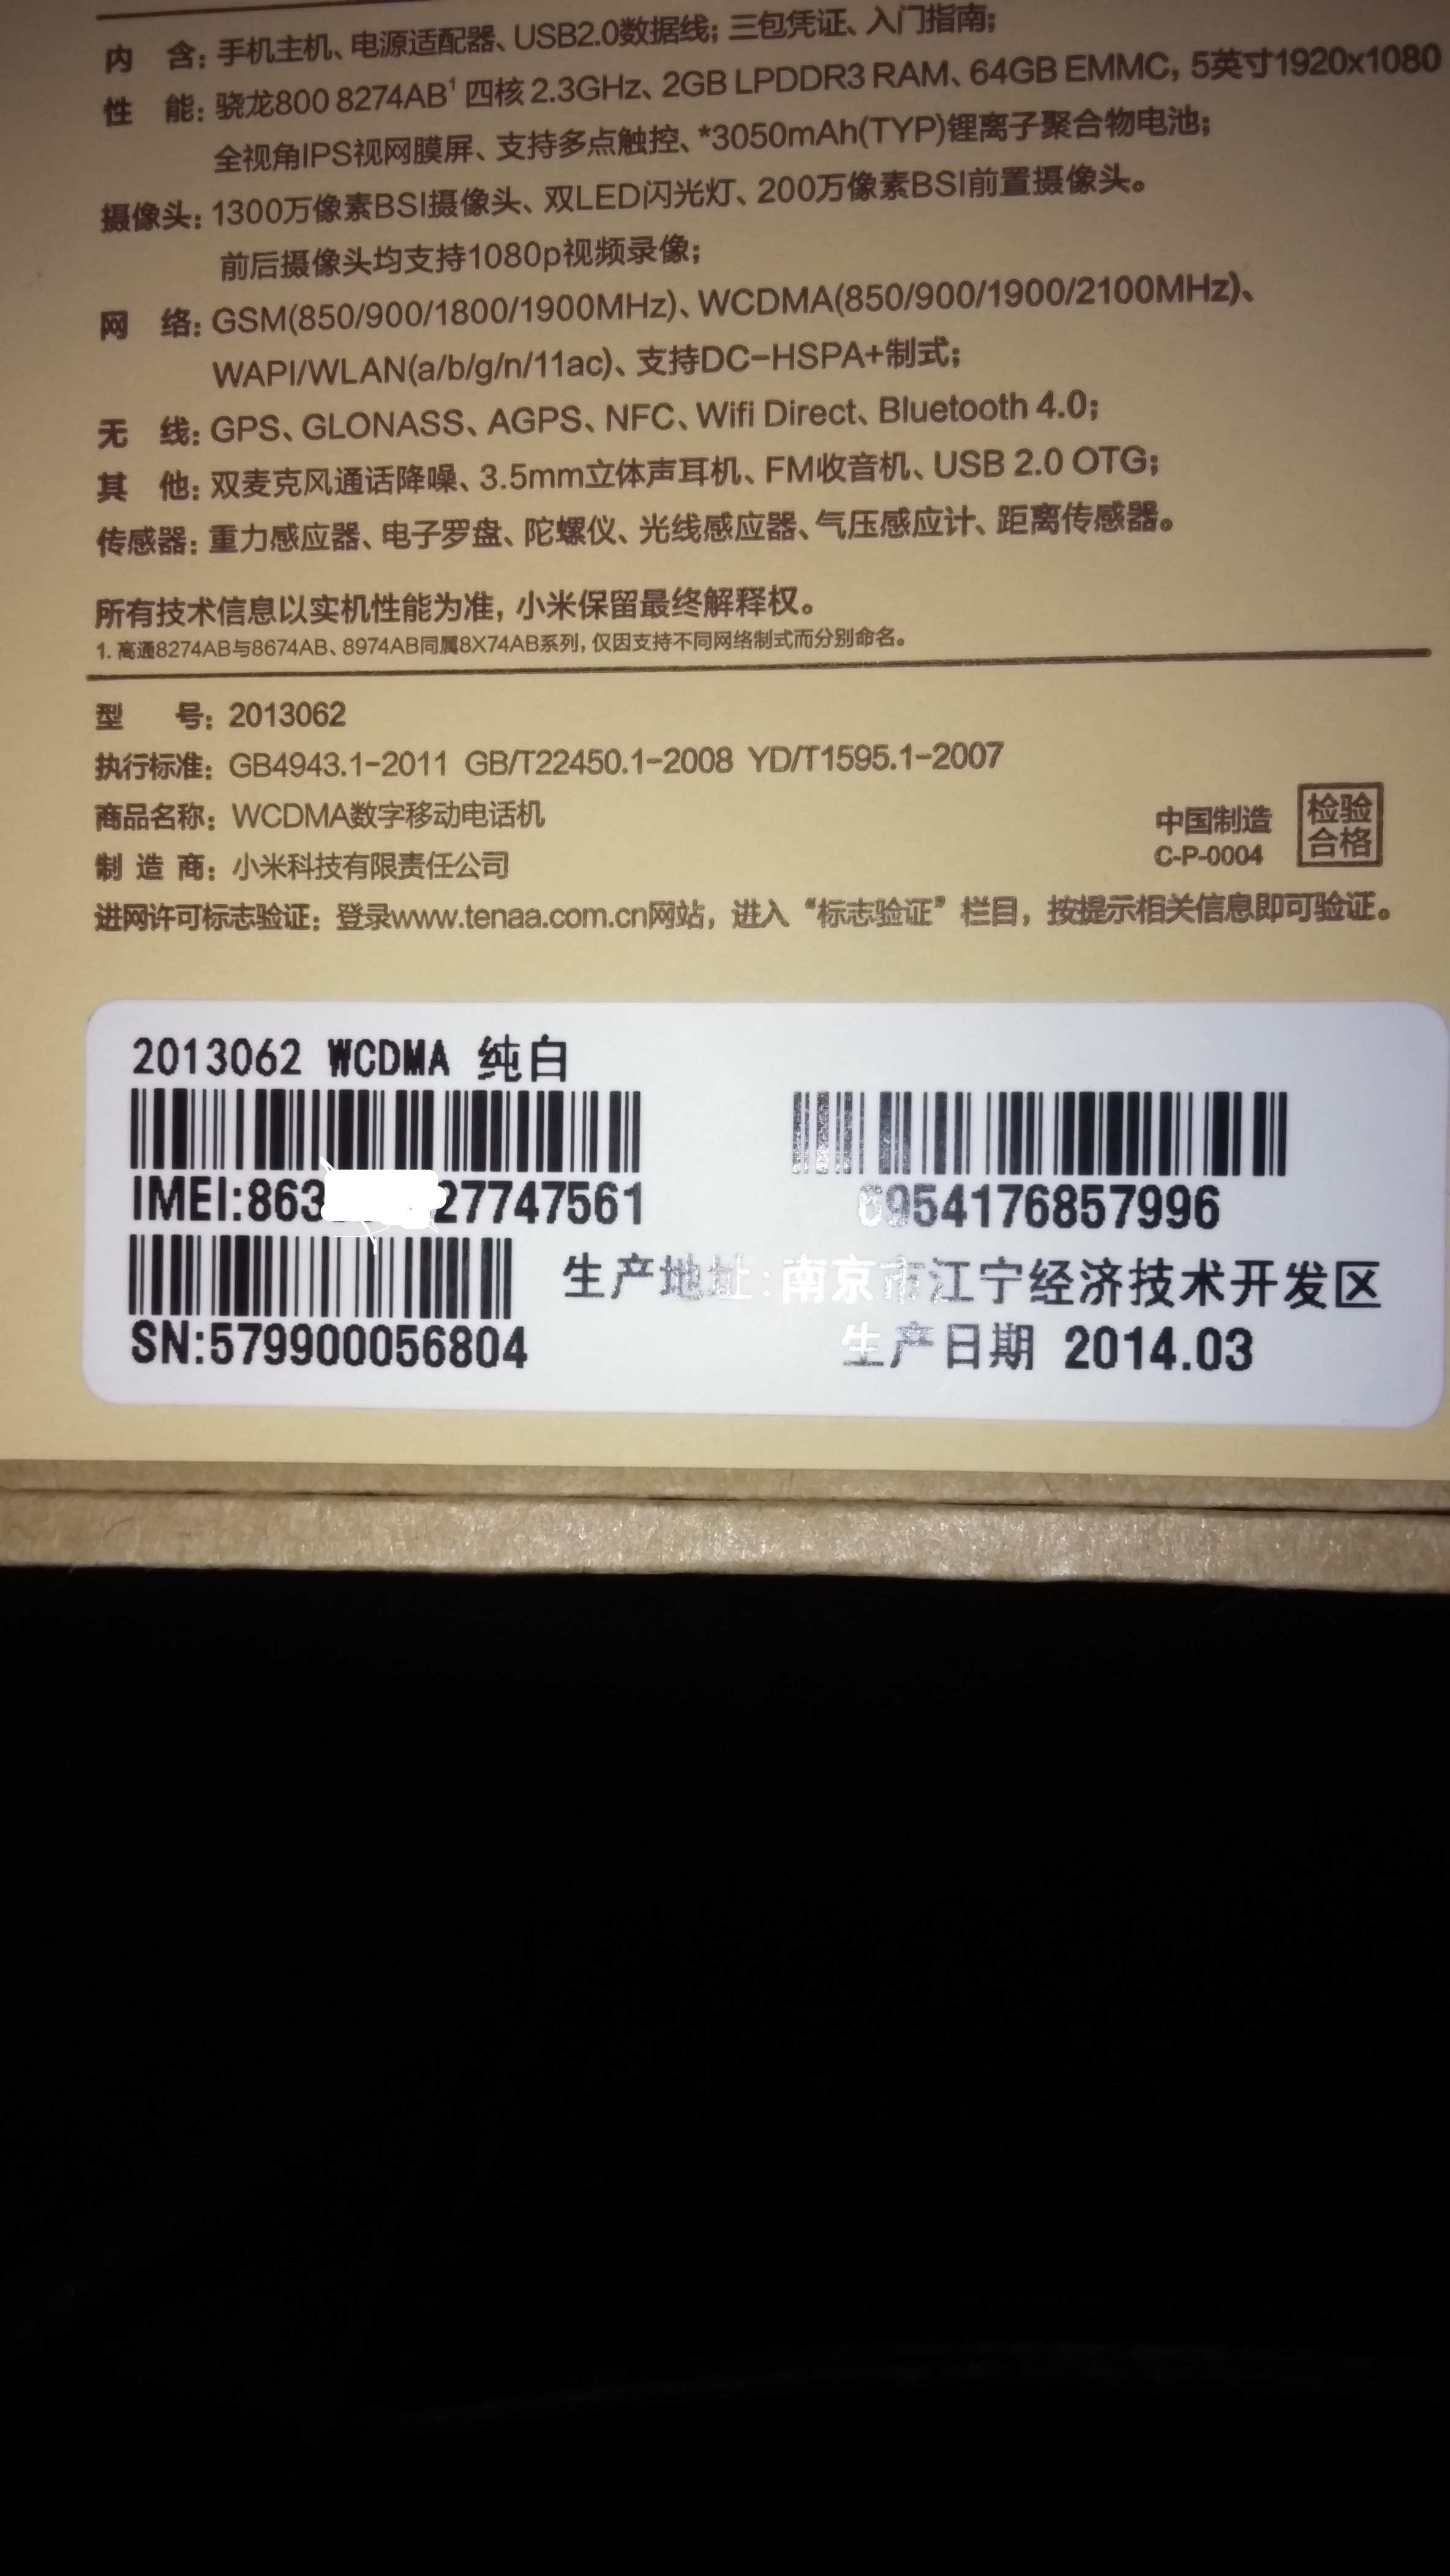 内 含：手机主机、电源适配器、USB2.0数据线；三包凭证、入门指南；
性 能：骁龙800 8274AB¹ 四核 2.3GHz、2GB LPDDR3 RAM、64GB EMMC，5英寸1920x1080
全视角IPS视网膜屏、支持多点触控、*3050mAh(TYP)锂离子聚合物电池；
摄像头：1300万像素BSI摄像头、双LED闪光灯、200万像素BSI前置摄像头。
前后摄像头均支持1080p视频录像；
网 络：GSM(850/900/1800/1900MHz)、WCDMA(850/900/1900/2100MHz)、
WAPI/WLAN(a/b/g/n/11ac)、支持DC-HSPA+制式；
无 线：GPS、GLONASS、AGPS、NFC、Wifi Direct、Bluetooth 4.0；
其 他：双麦克风通话降噪、3.5mm立体声耳机、FM收音机、USB 2.0 OTG；
传感器：重力感应器、电子罗盘、陀螺仪、光线感应器、气压感应计、距离传感器。
所有技术信息以实机性能为准，小米保留最终解释权。
1. 高通8274AB与8674AB、8974AB同属8X74AB系列，仅因支持不同网络制式而分别命名。
型 号：2013062
执行标准：GB4943.1-2011 GB/T22450.1-2008 YD/T1595.1-2007
商品名称：WCDMA数字移动电话机
制 造 商：小米科技有限责任公司
中国制造
C-P-0004
检验
合格
进网许可标志验证：登录www.tenaa.com.cn网站，进入“标志验证”栏目，按提示相关信息即可验证。
2013062 WCDMA 纯白
IMEI:863 27747561
6954176857996
生产地址:南京市江宁经济技术开发区
SN:579900056804
生产日期 2014.03